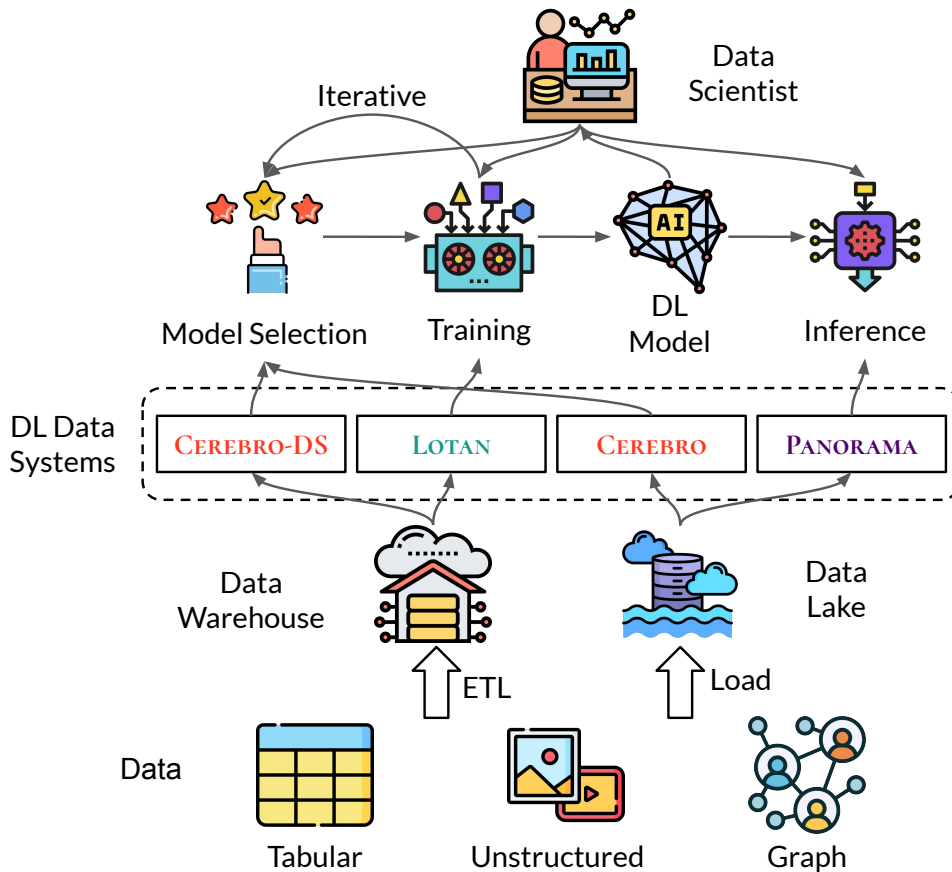 Data
Scientist
Iterative
AI
Model Selection
Training
DL
Model
Inference
DL Data
Systems
CEREBRO-DS
LOTAN
CEREBRO
PANORAMA
Data
Warehouse
Data
Lake
ETL
Load
Data
Tabular
Unstructured
Graph